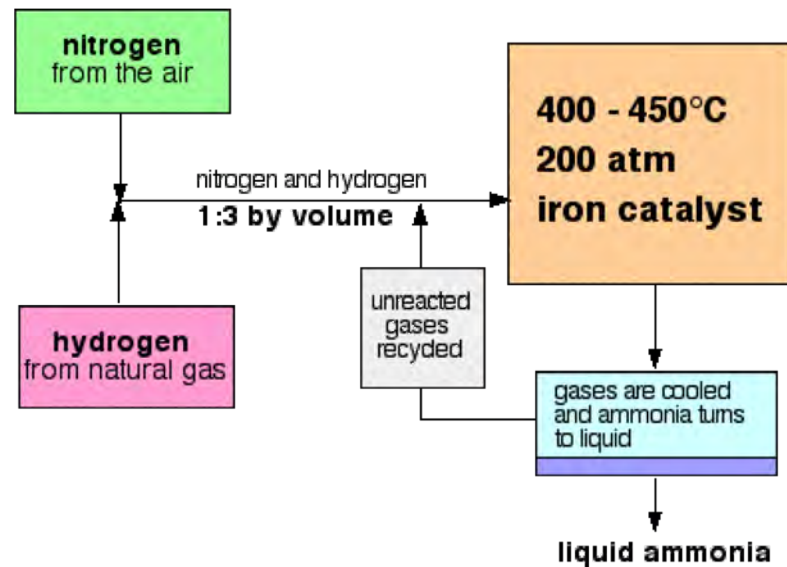 nitrogen
from the air
400 - 450°C
200 atm
iron catalyst
nitrogen and hydrogen
1:3 by volume
unreacted
gases
recycled
hydrogen
from natural gas
gases are cooled
and ammonia turns
to liquid
liquid ammonia